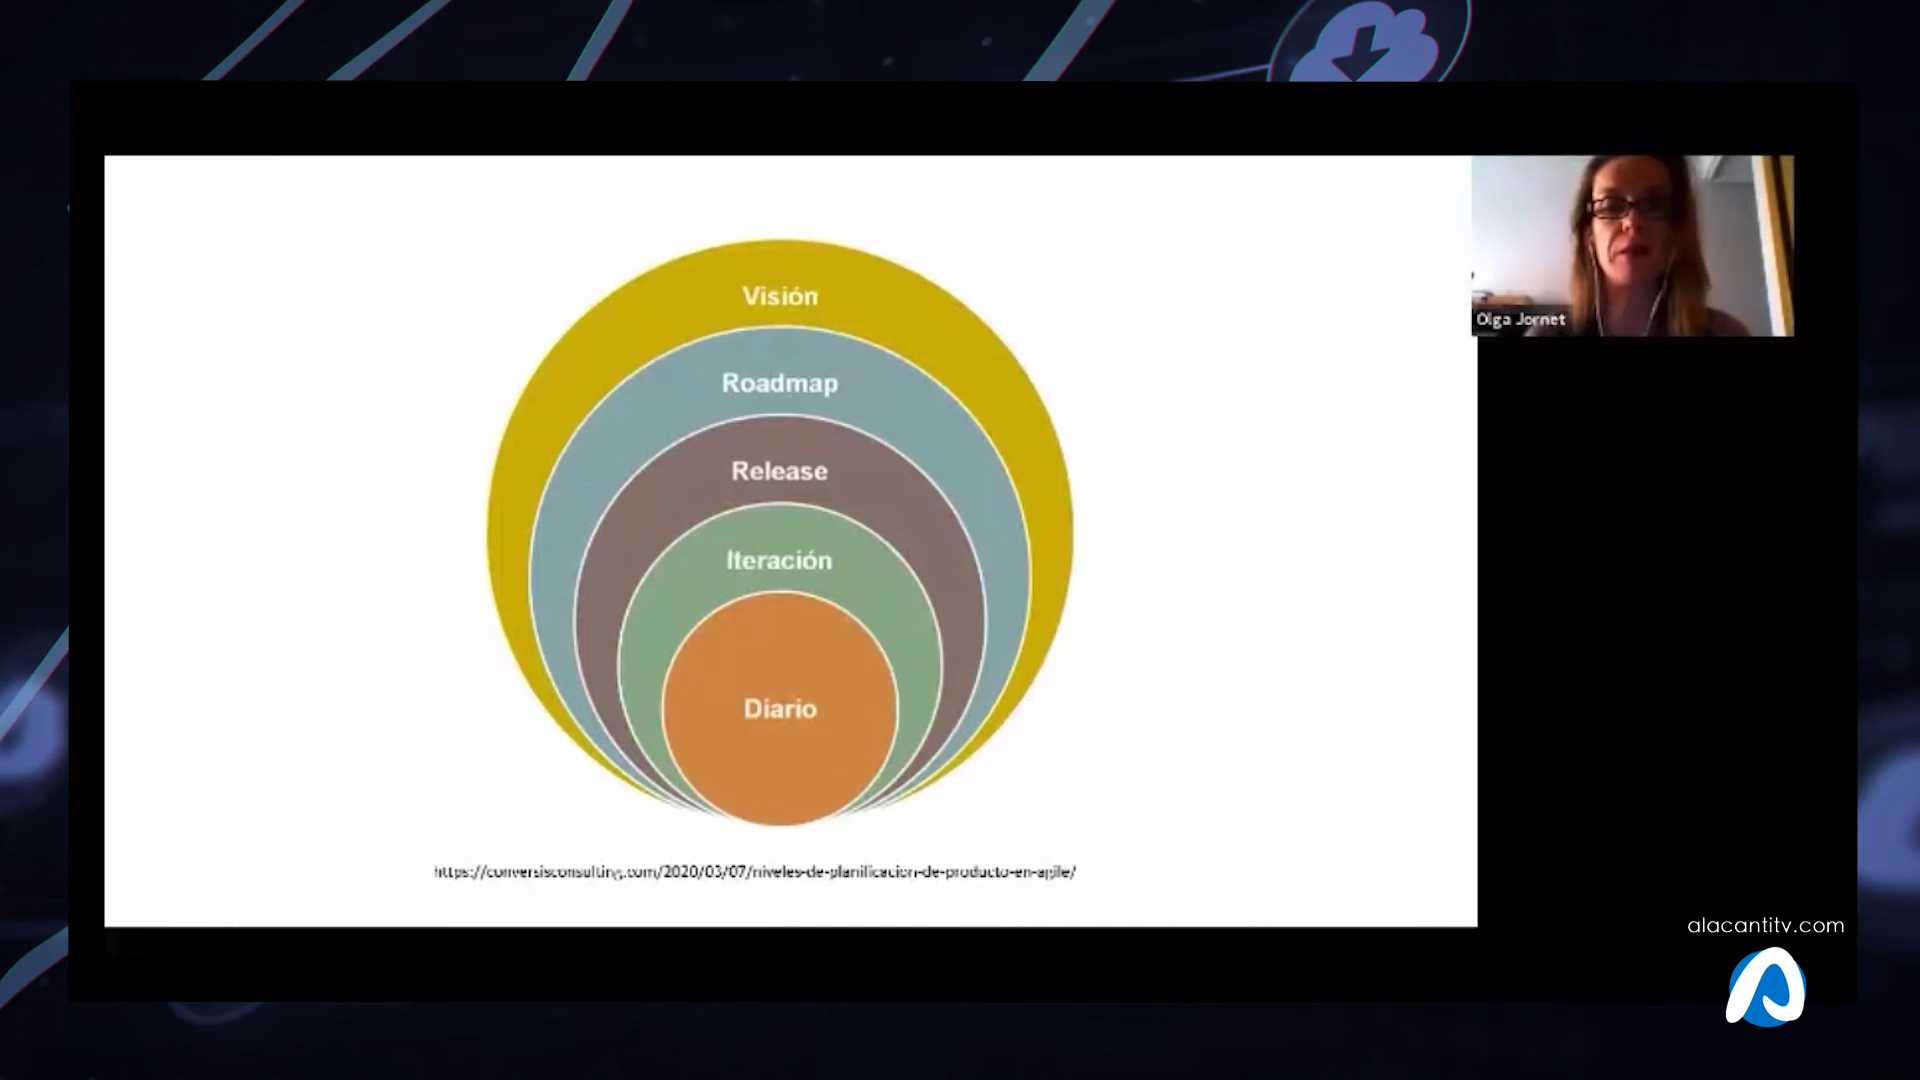 Visión
Roadmap
Release
Iteración
Diario
https://conversisconsulting.com/2020/03/07/niveles-de-planificacion-de-producto-en-agile/
Olga Jornet
alacantitv.com